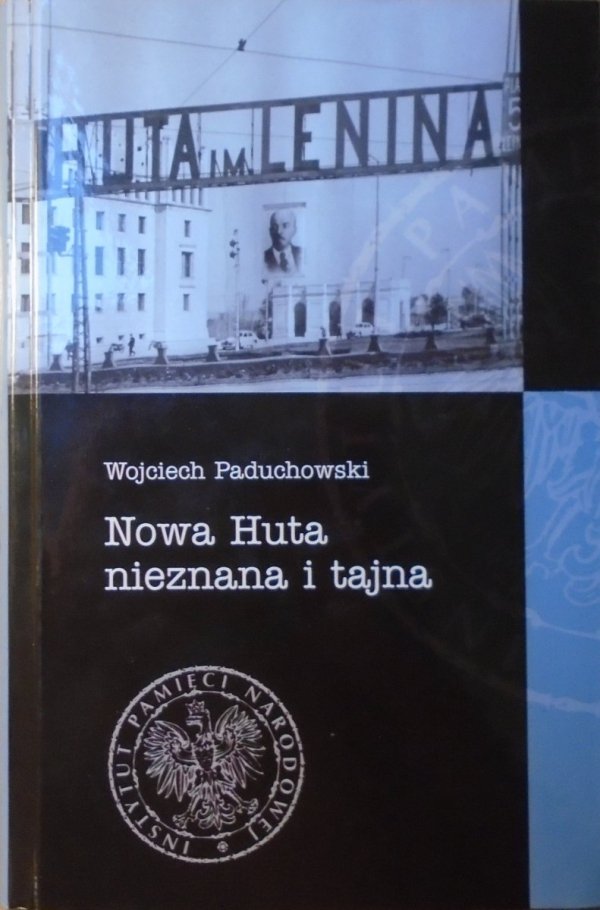 HUTA IM. LENINA
Wojciech Paduchowski
Nowa Huta
nieznana i tajna
INSTYTUT PAMIĘCI NARODOWEJ